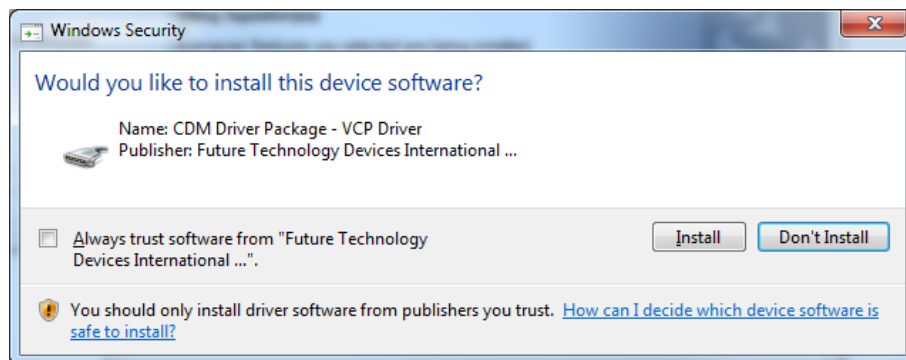 Windows Security
Would you like to install this device software?
Name: CDM Driver Package - VCP Driver
Publisher: Future Technology Devices International ...
Always trust software from "Future Technology
Devices International ...".
Install
Don't Install
You should only install driver software from publishers you trust. How can I decide which device software is
safe to install?